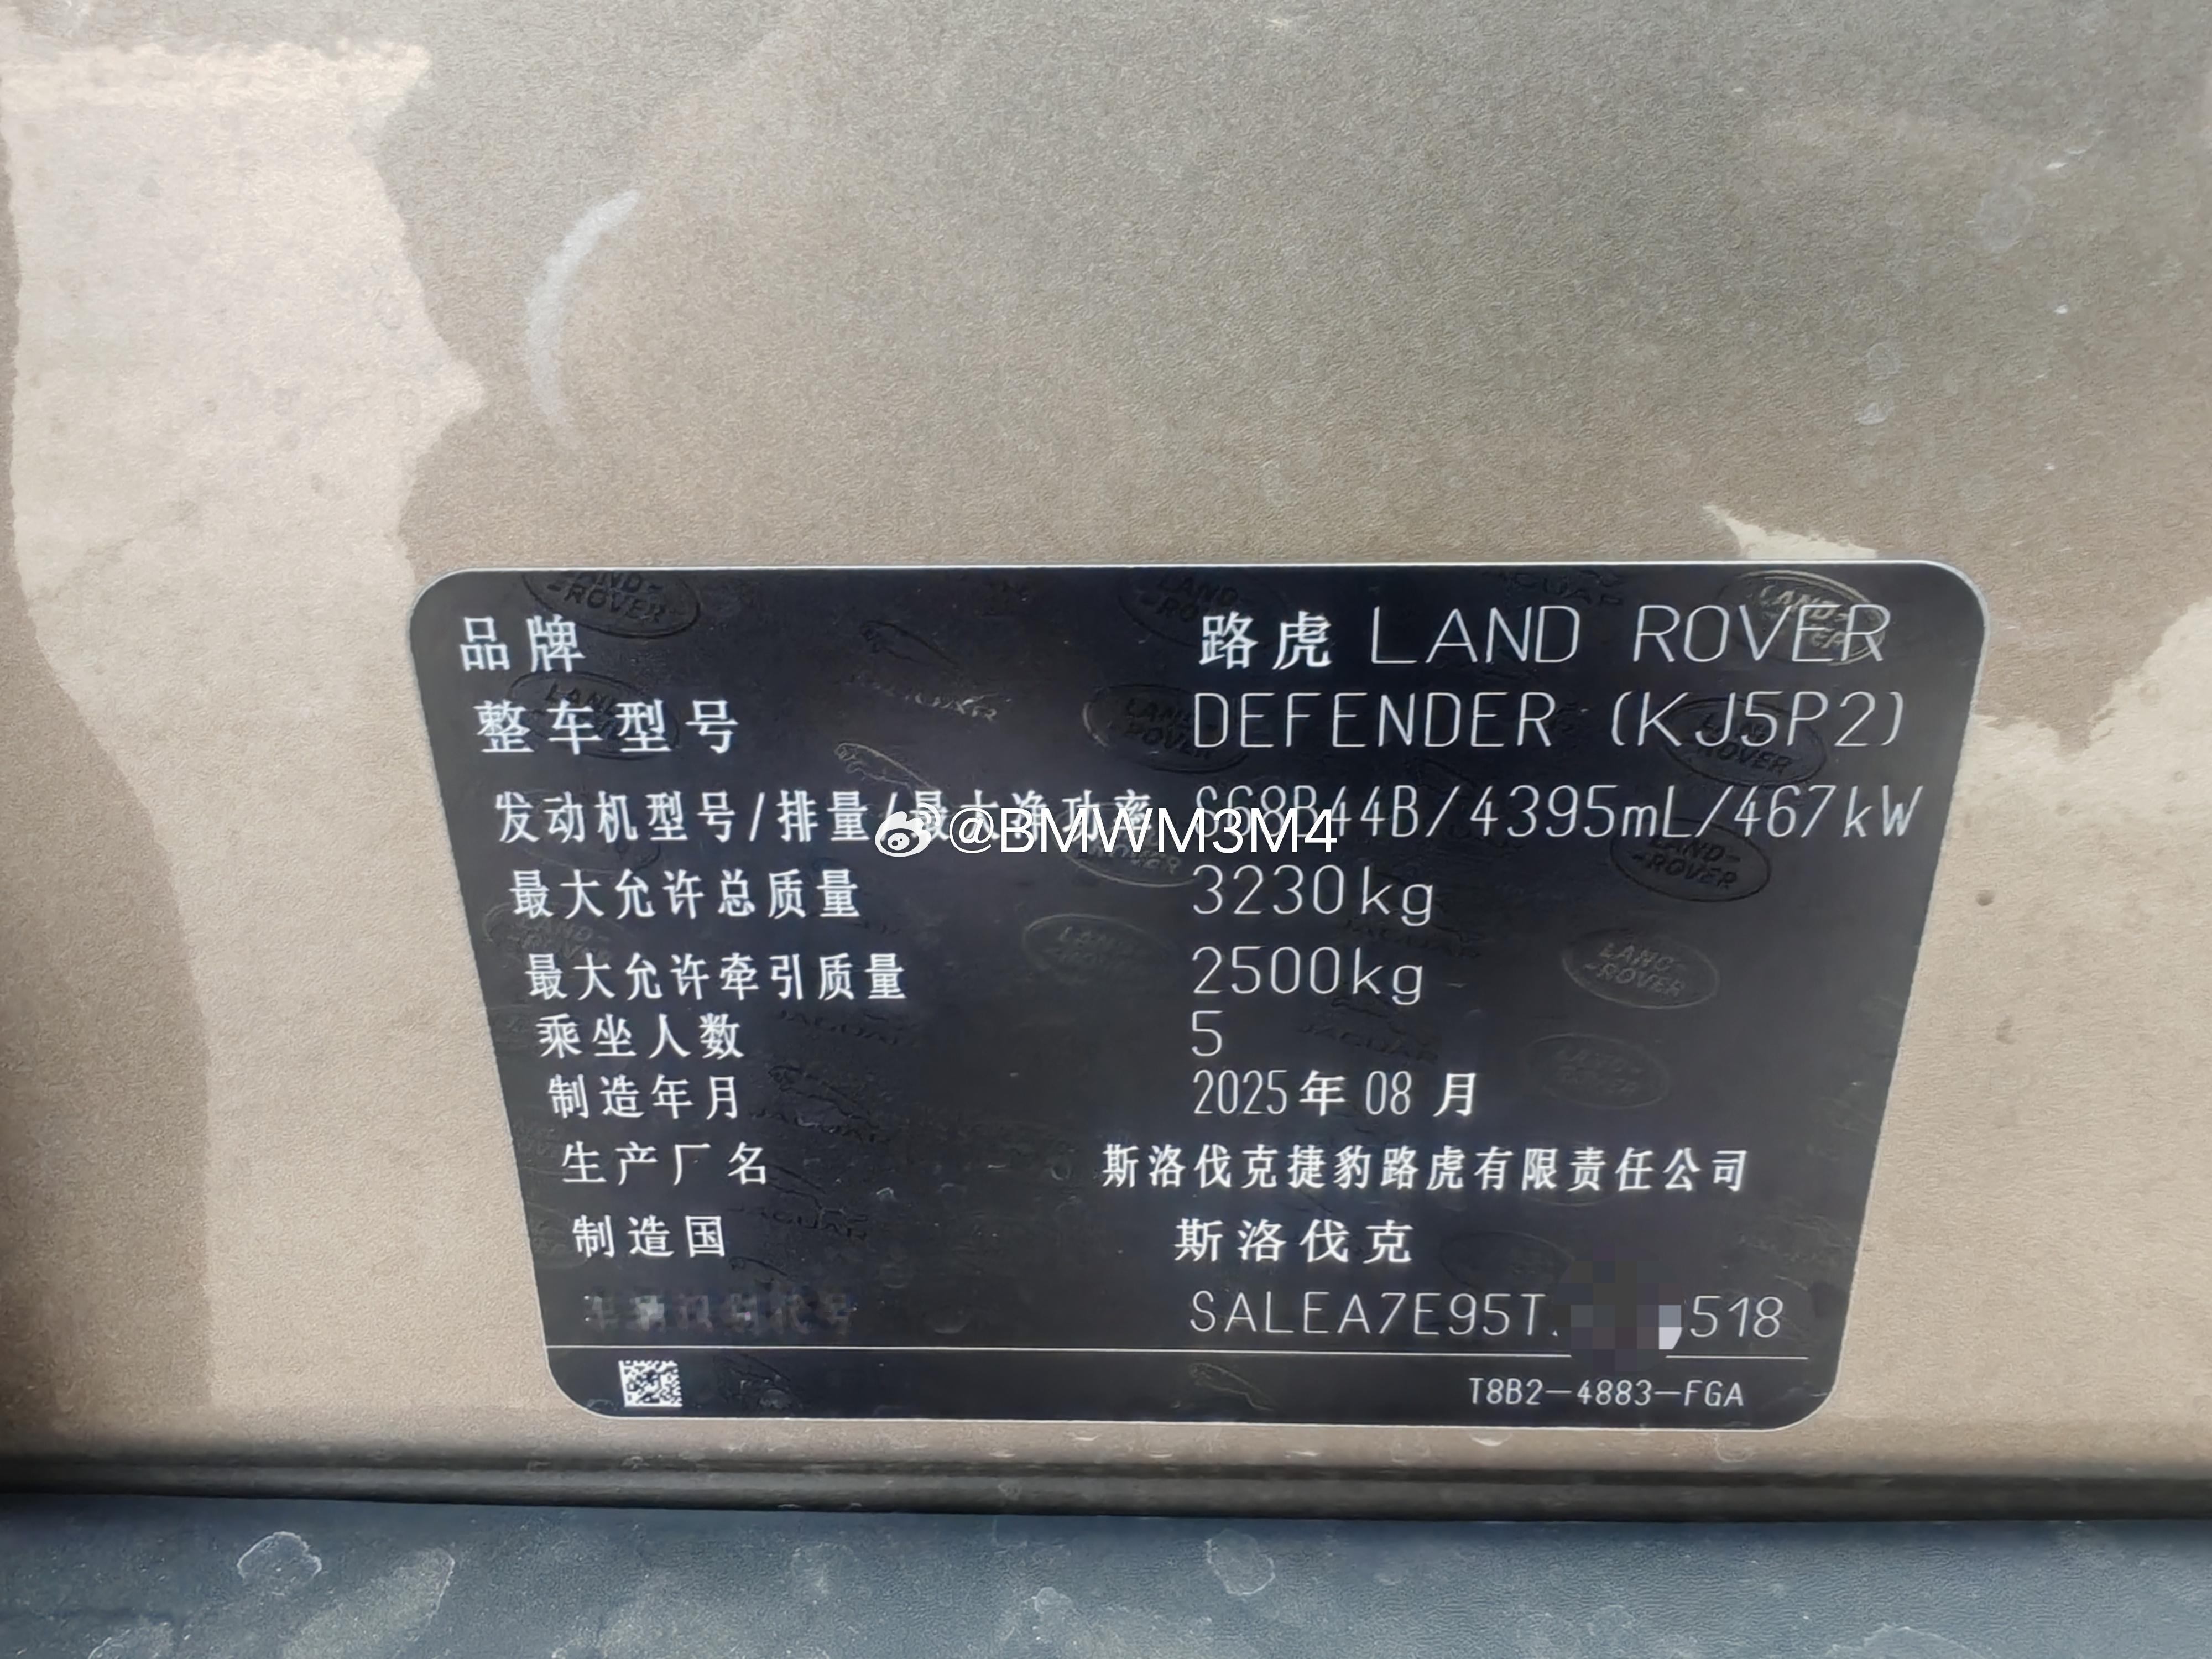 品牌 路虎 LAND ROVER
整车型号 DEFENDER (KJ5P2)
发动机型号/排量/最大净功率 S68B44B/4395mL/467kW
@BMWM3M4
最大允许总质量 3230kg
最大允许牵引质量 2500kg
乘坐人数 5
制造年月 2025年 08 月
生产厂名 斯洛伐克捷豹路虎有限责任公司
制造国 斯洛伐克
SALEA7E95T 518
T8B2-4883-FGA